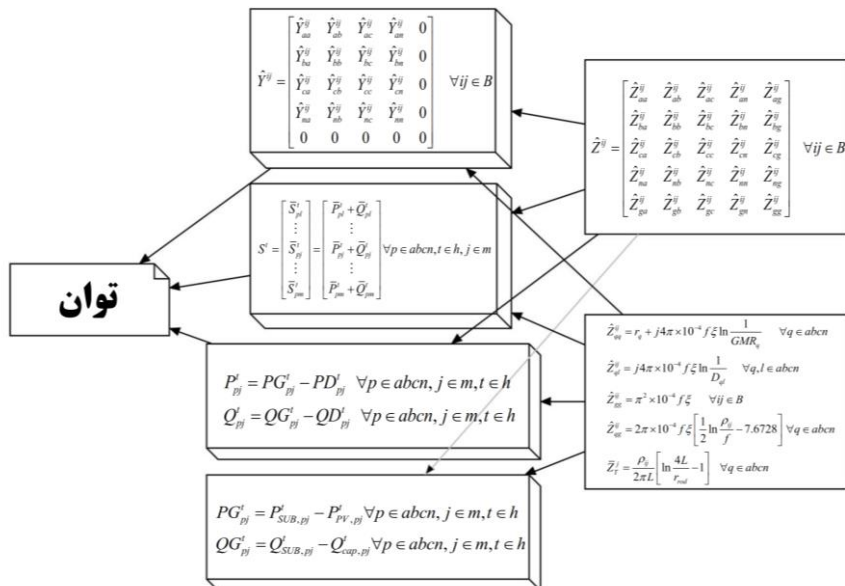 Ŷ^{ij} = [Ŷ_{aa}^{ij} Ŷ_{ab}^{ij} Ŷ_{ac}^{ij} Ŷ_{an}^{ij} 0
Ŷ_{ba}^{ij} Ŷ_{bb}^{ij} Ŷ_{bc}^{ij} Ŷ_{bn}^{ij} 0
Ŷ_{ca}^{ij} Ŷ_{cb}^{ij} Ŷ_{cc}^{ij} Ŷ_{cn}^{ij} 0
Ŷ_{na}^{ij} Ŷ_{nb}^{ij} Ŷ_{nc}^{ij} Ŷ_{nn}^{ij} 0
0 0 0 0 0] ∀ij ∈ B
Ẑ^{ij} = [Ẑ_{aa}^{ij} Ẑ_{ab}^{ij} Ẑ_{ac}^{ij} Ẑ_{an}^{ij} Ẑ_{ag}^{ij}
Ẑ_{ba}^{ij} Ẑ_{bb}^{ij} Ẑ_{bc}^{ij} Ẑ_{bn}^{ij} Ẑ_{bg}^{ij}
Ẑ_{ca}^{ij} Ẑ_{cb}^{ij} Ẑ_{cc}^{ij} Ẑ_{cn}^{ij} Ẑ_{cg}^{ij}
Ẑ_{na}^{ij} Ẑ_{nb}^{ij} Ẑ_{nc}^{ij} Ẑ_{nn}^{ij} Ẑ_{ng}^{ij}
Ẑ_{ga}^{ij} Ẑ_{gb}^{ij} Ẑ_{gc}^{ij} Ẑ_{gn}^{ij} Ẑ_{gg}^{ij}] ∀ij ∈ B
S^t = [S̄_{pl}^t ⋮ S̄_{pj}^t ⋮ S̄_{pm}^t] = [P̄_{pl}^t + Q̄_{pl}^t ⋮ P̄_{pj}^t + Q̄_{pj}^t ⋮ P̄_{pm}^t + Q̄_{pm}^t] ∀p ∈ abcn, t ∈ h, j ∈ m
توان
P_{pj}^t = PG_{pj}^t − PD_{pj}^t ∀p ∈ abcn, j ∈ m, t ∈ h
Q_{pj}^t = QG_{pj}^t − QD_{pj}^t ∀p ∈ abcn, j ∈ m, t ∈ h
Ẑ_{qq}^{ij} = r_q + j4π×10^{-4} fξ ln 1/GMR_q ∀q ∈ abcn
Ẑ_{ql}^{ij} = j4π×10^{-4} fξ ln 1/D_{ql} ∀q,l ∈ abcn
Ẑ_{gg}^{ij} = π²×10^{-4} fξ ∀ij ∈ B
Ẑ_{qg}^{ij} = 2π×10^{-4} fξ [1/2 ln ρ_{ij}/f − 7.6728] ∀q ∈ abcn
Z̄_T^j = ρ_{ij}/2πL [ln 4L/r_{rod} − 1] ∀q ∈ abcn
PG_{pj}^t = P_{SUB,pj}^t − P_{PV,pj}^t ∀p ∈ abcn, j ∈ m, t ∈ h
QG_{pj}^t = Q_{SUB,pj}^t − Q_{cap,pj}^t ∀p ∈ abcn, j ∈ m, t ∈ h